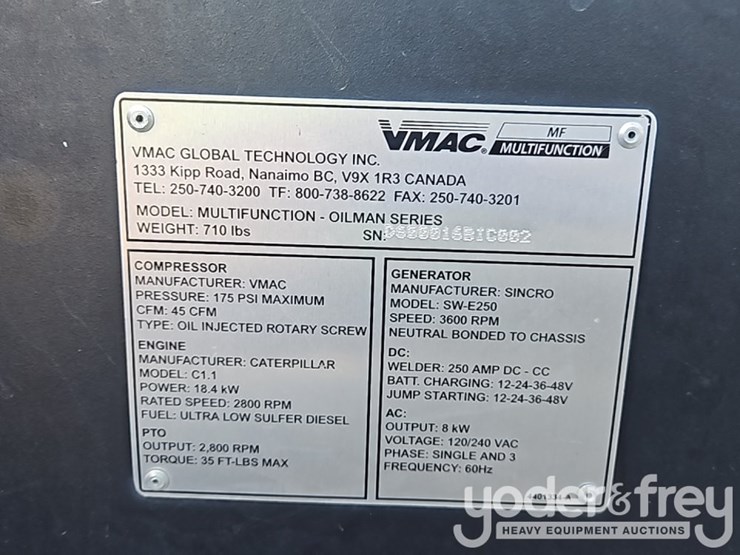 VMAC® MF MULTIFUNCTION
VMAC GLOBAL TECHNOLOGY INC.
1333 Kipp Road, Nanaimo BC, V9X 1R3 CANADA
TEL: 250-740-3200 TF: 800-738-8622 FAX: 250-740-3201
MODEL: MULTIFUNCTION - OILMAN SERIES
WEIGHT: 710 lbs SN:
COMPRESSOR
MANUFACTURER: VMAC
PRESSURE: 175 PSI MAXIMUM
CFM: 45 CFM
TYPE: OIL INJECTED ROTARY SCREW
ENGINE
MANUFACTURER: CATERPILLAR
MODEL: C1.1
POWER: 18.4 kW
RATED SPEED: 2800 RPM
FUEL: ULTRA LOW SULFER DIESEL
PTO
OUTPUT: 2,800 RPM
TORQUE: 35 FT-LBS MAX
GENERATOR
MANUFACTURER: SINCRO
MODEL: SW-E250
SPEED: 3600 RPM
NEUTRAL BONDED TO CHASSIS
DC:
WELDER: 250 AMP DC - CC
BATT. CHARGING: 12-24-36-48V
JUMP STARTING: 12-24-36-48V
AC:
OUTPUT: 8 kW
VOLTAGE: 120/240 VAC
PHASE: SINGLE AND 3
FREQUENCY: 60Hz
yoder&frey
HEAVY EQUIPMENT AUCTIONS